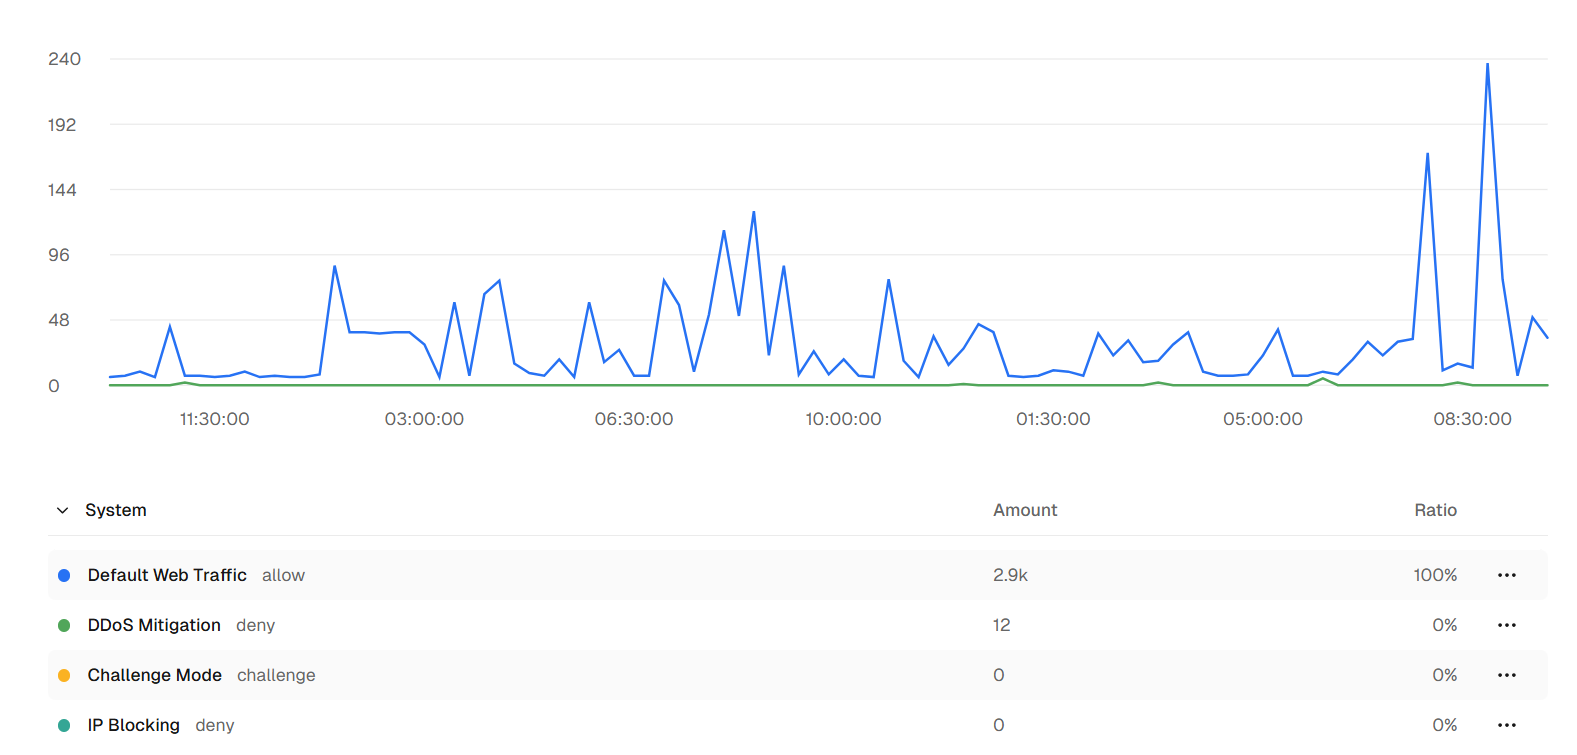 240
192
144
96
48
0
11:30:00 03:00:00 06:30:00 10:00:00 01:30:00 05:00:00 08:30:00
System Amount Ratio
Default Web Traffic allow 2.9k 100%
DDoS Mitigation deny 12 0%
Challenge Mode challenge 0 0%
IP Blocking deny 0 0%